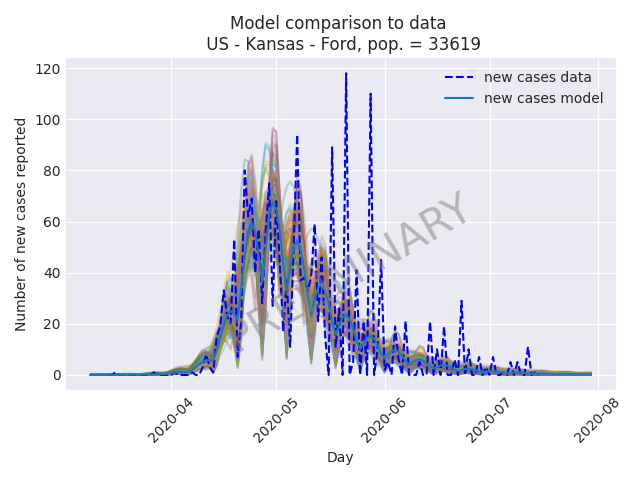 Model comparison to data
US - Kansas - Ford, pop. = 33619
120
100
80
60
40
20
0
Number of new cases reported
new cases data
new cases model
PRELIMINARY
2020-04
2020-05
2020-06
2020-07
2020-08
Day